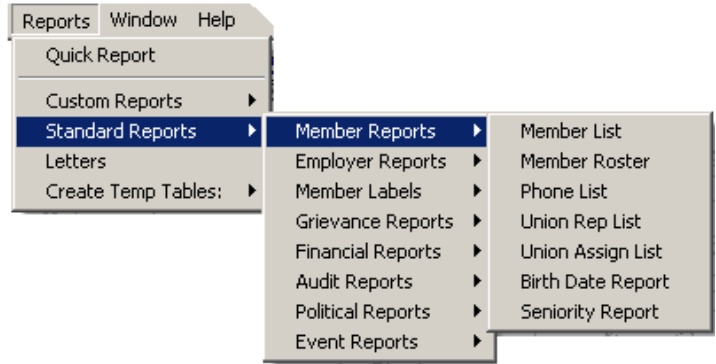 Reports Window Help
Quick Report
Custom Reports
Standard Reports
Letters
Create Temp Tables:
Member Reports
Employer Reports
Member Labels
Grievance Reports
Financial Reports
Audit Reports
Political Reports
Event Reports
Member List
Member Roster
Phone List
Union Rep List
Union Assign List
Birth Date Report
Seniority Report